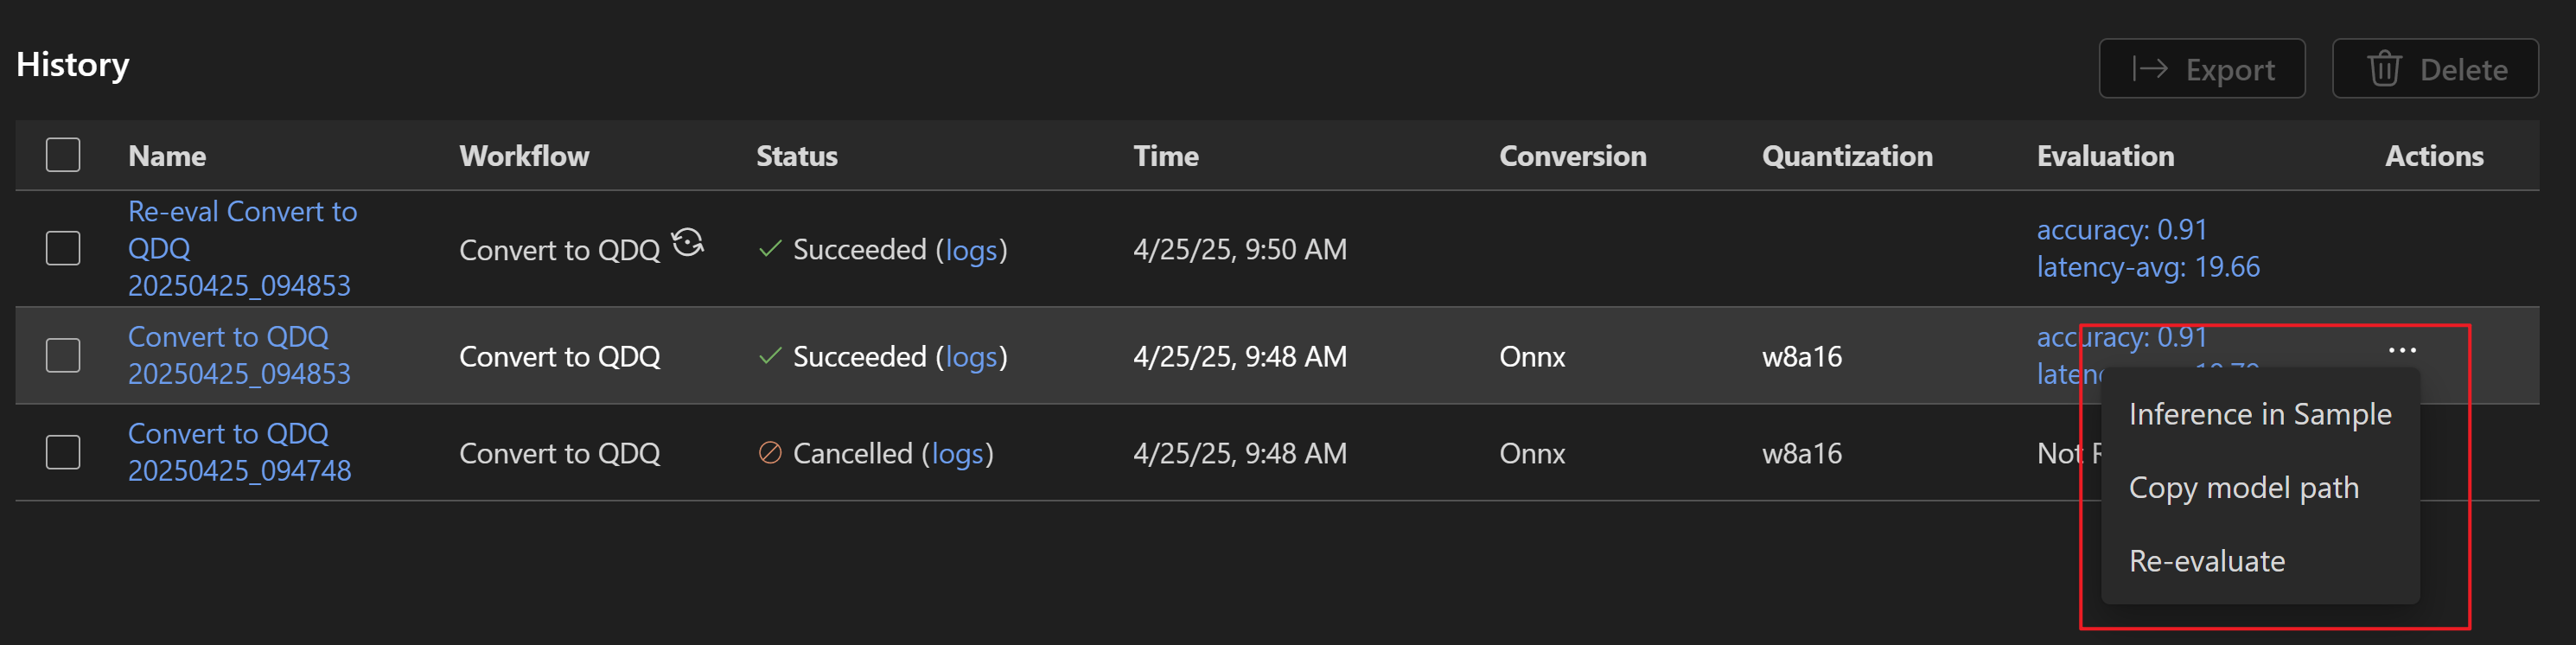 History
Export
Delete
Name Workflow Status Time Conversion Quantization Evaluation Actions
Re-eval Convert to
QDQ
20250425_094853
Convert to QDQ
Succeeded (logs)
4/25/25, 9:50 AM
accuracy: 0.91
latency-avg: 19.66
Convert to QDQ
20250425_094853
Convert to QDQ
Succeeded (logs)
4/25/25, 9:48 AM
Onnx
w8a16
accuracy: 0.91
...
Convert to QDQ
20250425_094748
Convert to QDQ
Cancelled (logs)
4/25/25, 9:48 AM
Onnx
w8a16
Not
Inference in Sample
Copy model path
Re-evaluate